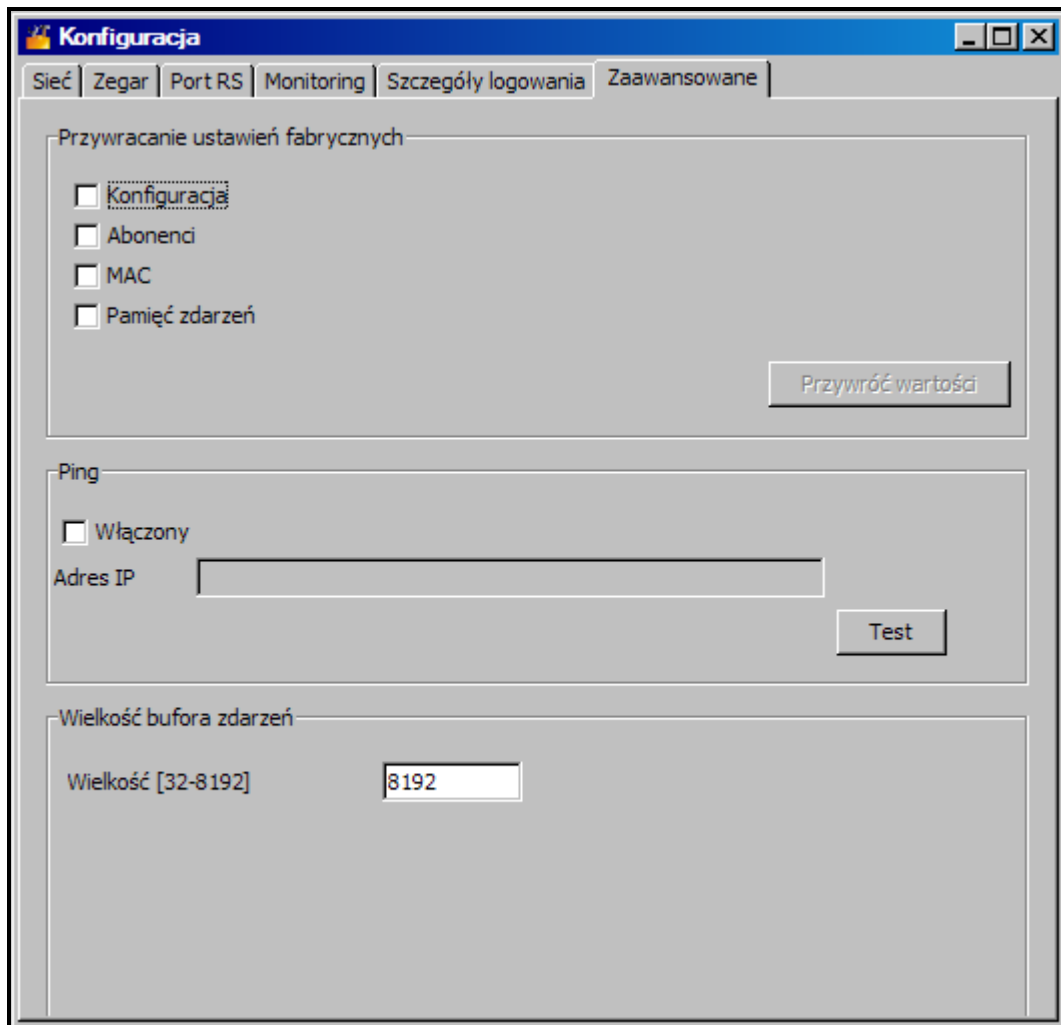 Konfiguracja
Sieć Zegar Port RS Monitoring Szczegóły logowania Zaawansowane
Przywracanie ustawień fabrycznych
Konfiguracja
Abonenci
MAC
Pamięć zdarzeń
Przywróć wartości
Ping
Włączony
Adres IP
Test
Wielkość bufora zdarzeń
Wielkość [32-8192] 8192